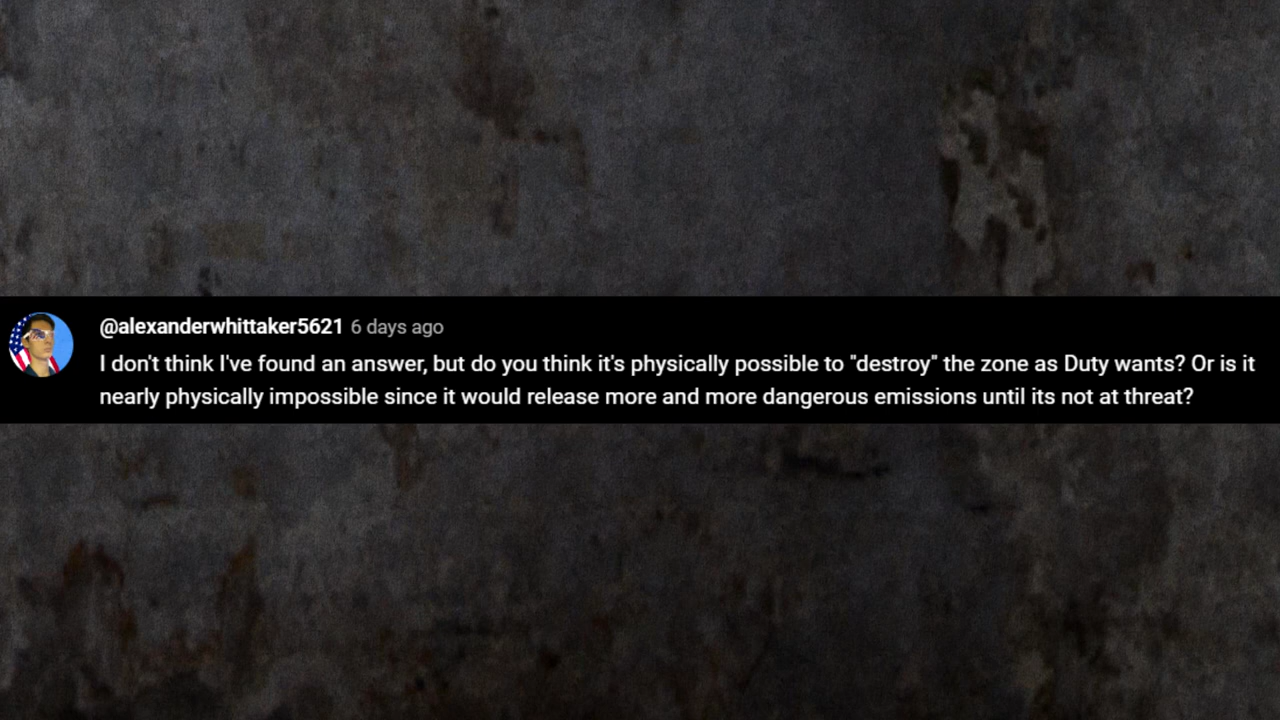 @alexanderwhittaker5621 6 days ago
I don't think I've found an answer, but do you think it's physically possible to "destroy" the zone as Duty wants? Or is it
nearly physically impossible since it would release more and more dangerous emissions until its not at threat?